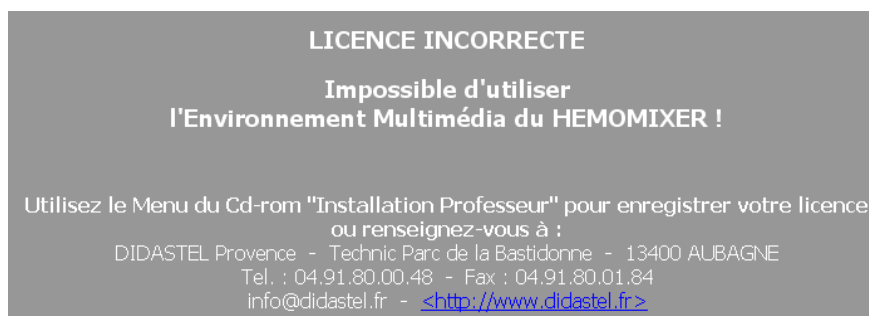 LICENCE INCORRECTE
Impossible d'utiliser
l'Environnement Multimédia du HEMOMIXER !
Utilisez le Menu du Cd-rom "Installation Professeur" pour enregistrer votre licence
ou renseignez-vous à :
DIDASTEL Provence - Technic Parc de la Bastidonne - 13400 AUBAGNE
Tel. : 04.91.80.00.48 - Fax : 04.91.80.01.84
info@didastel.fr - <http://www.didastel.fr>